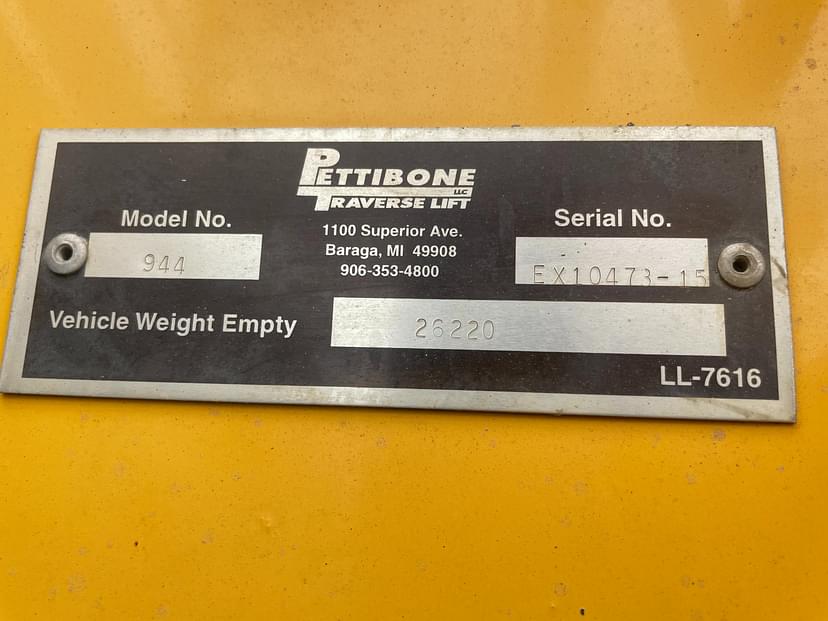 PETTIBONE
LLC
TRAVERSE LIFT
Model No.
944
1100 Superior Ave.
Baraga, MI 49908
906-353-4800
Serial No.
EX10473-15
Vehicle Weight Empty
26220
LL-7616